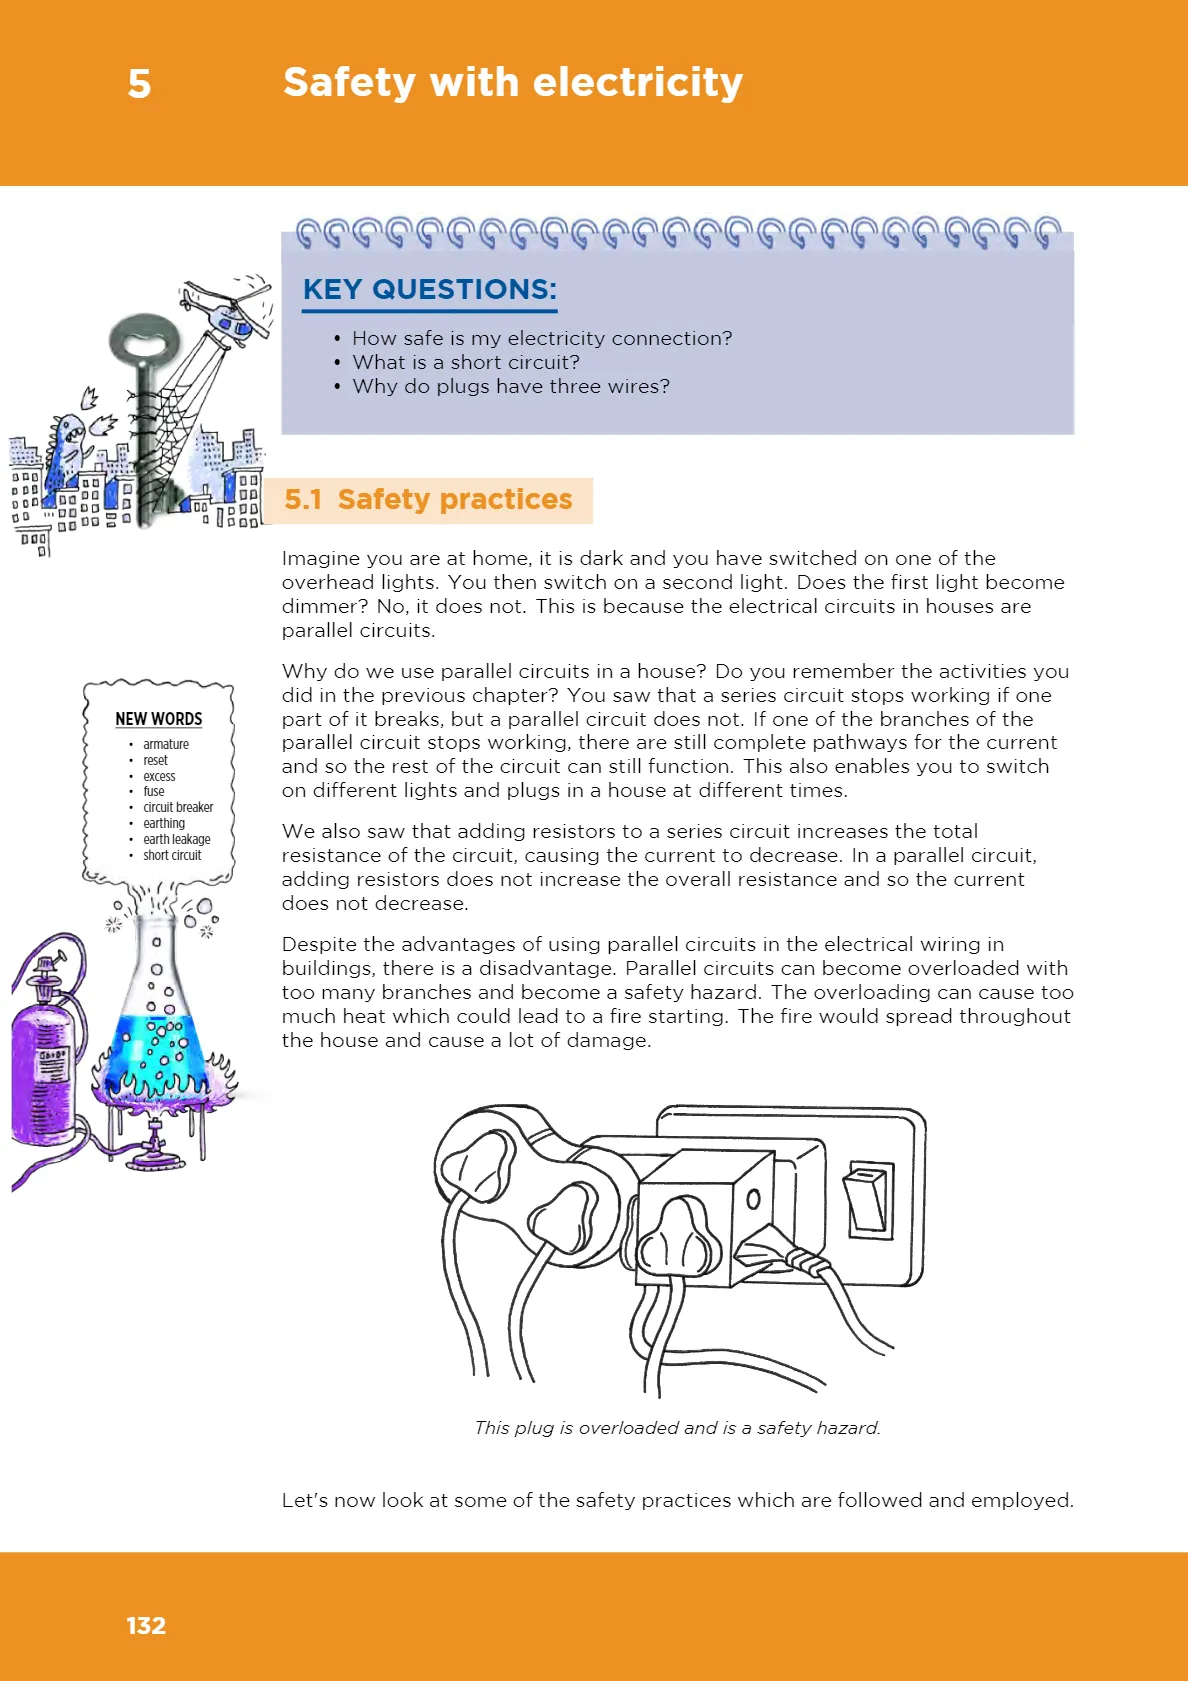 5
Safety with electricity
KEY QUESTIONS:
• How safe is my electricity connection?
• What is a short circuit?
• Why do plugs have three wires?
5.1 Safety practices
Imagine you are at home, it is dark and you have switched on one of the
overhead lights. You then switch on a second light. Does the first light become
dimmer? No, it does not. This is because the electrical circuits in houses are
parallel circuits.
Why do we use parallel circuits in a house? Do you remember the activities you
did in the previous chapter? You saw that a series circuit stops working if one
part of it breaks, but a parallel circuit does not. If one of the branches of the
parallel circuit stops working, there are still complete pathways for the current
and so the rest of the circuit can still function. This also enables you to switch
on different lights and plugs in a house at different times.
NEW WORDS
• armature
• reset
• excess
• fuse
• circuit breaker
• earthing
• earth leakage
• short circuit
We also saw that adding resistors to a series circuit increases the total
resistance of the circuit, causing the current to decrease. In a parallel circuit,
adding resistors does not increase the overall resistance and so the current
does not decrease.
Despite the advantages of using parallel circuits in the electrical wiring in
buildings, there is a disadvantage. Parallel circuits can become overloaded with
too many branches and become a safety hazard. The overloading can cause too
much heat which could lead to a fire starting. The fire would spread throughout
the house and cause a lot of damage.
This plug is overloaded and is a safety hazard.
Let's now look at some of the safety practices which are followed and employed.
132